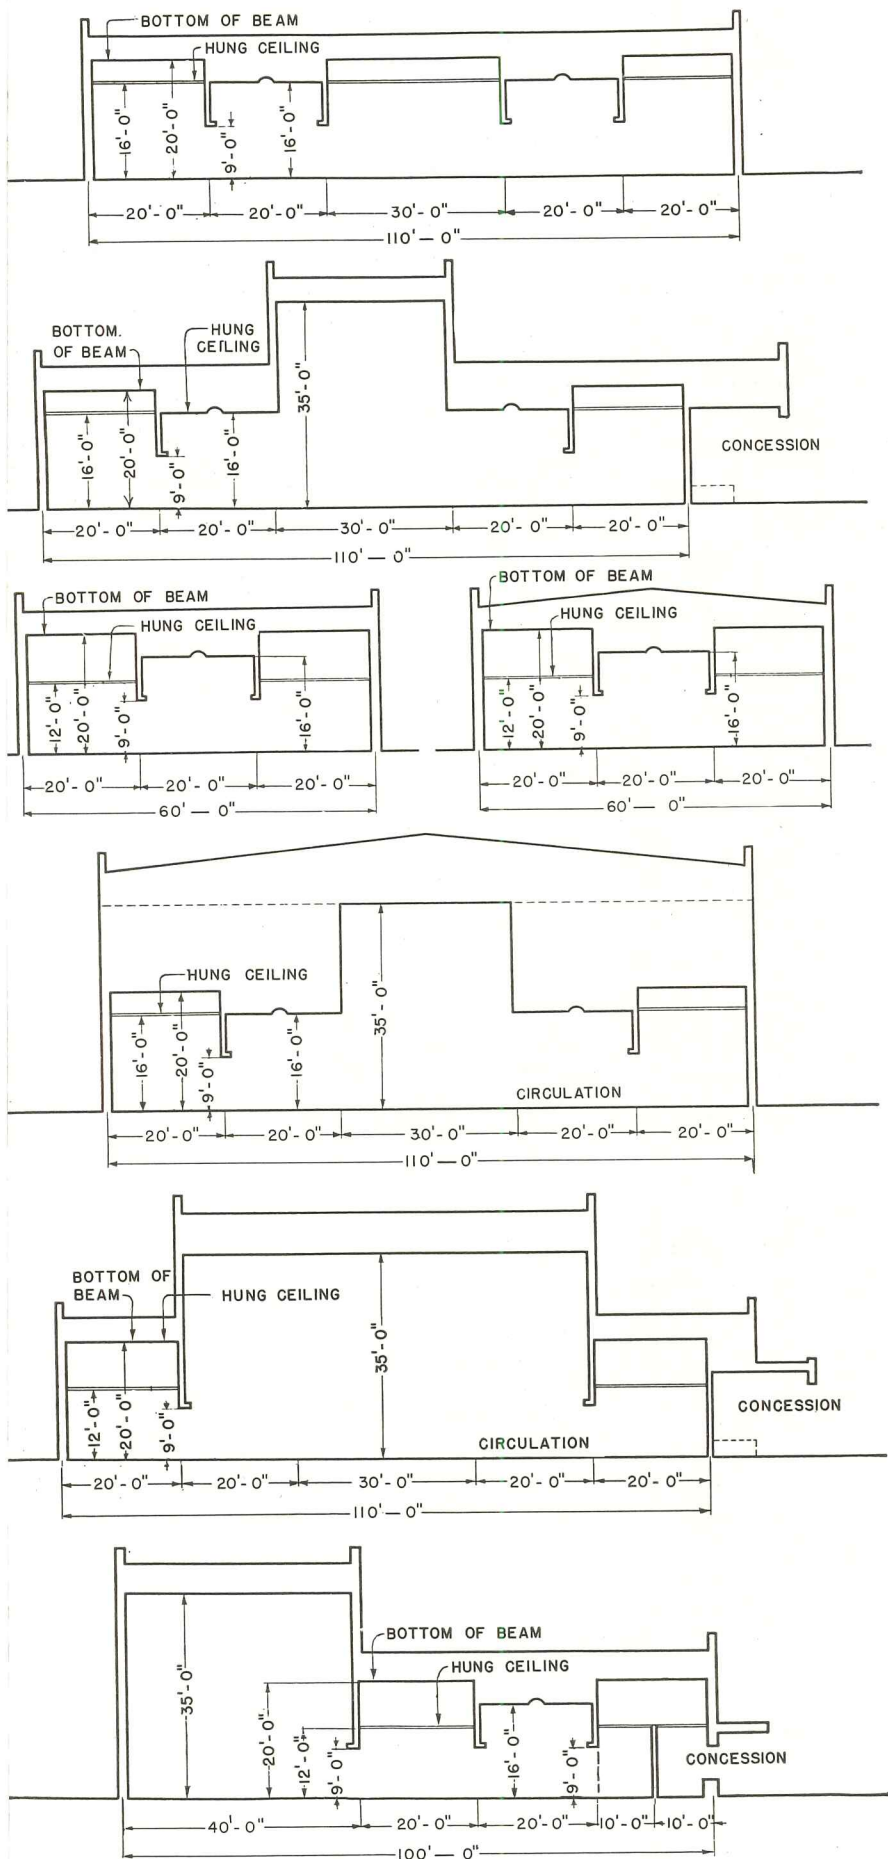 BOTTOM OF BEAM
HUNG CEILING
16'-0"
20'-0"
9'-0"
16'-0"
20'-0" 20'-0" 30'-0" 20'-0" 20'-0"
110'— 0"
BOTTOM.
OF BEAM
HUNG
CEILING
35'-0"
16'-0"
20'-0"
9'-0"
16'-0"
CONCESSION
20'-0" 20'-0" 30'-0" 20'-0" 20'-0"
110'— 0"
BOTTOM OF BEAM
HUNG CEILING
12'-0"
20'-0"
9'-0"
16'-0"
20'-0" 20'-0" 20'-0"
60'— 0"
BOTTOM OF BEAM
HUNG CEILING
12'-0"
20'-0"
9'-0"
16'-0"
20'-0" 20'-0" 20'-0"
60'— 0"
HUNG CEILING
16'-0"
20'-0"
9'-0"
16'-0"
35'-0"
CIRCULATION
20'-0" 20'-0" 30'-0" 20'-0" 20'-0"
110'—0"
BOTTOM OF
BEAM
HUNG CEILING
35'-0"
12'-0"
20'-0"
9'-0"
CIRCULATION
CONCESSION
20'-0" 20'-0" 30'-0" 20'-0" 20'-0"
110'—0"
BOTTOM OF BEAM
HUNG CEILING
35'-0"
20'-0"
12'-0"
9'-0"
16'-0"
9'-0"
CONCESSION
40'-0" 20'-0" 20'-0" 10'-0" 10'-0"
100'— 0"